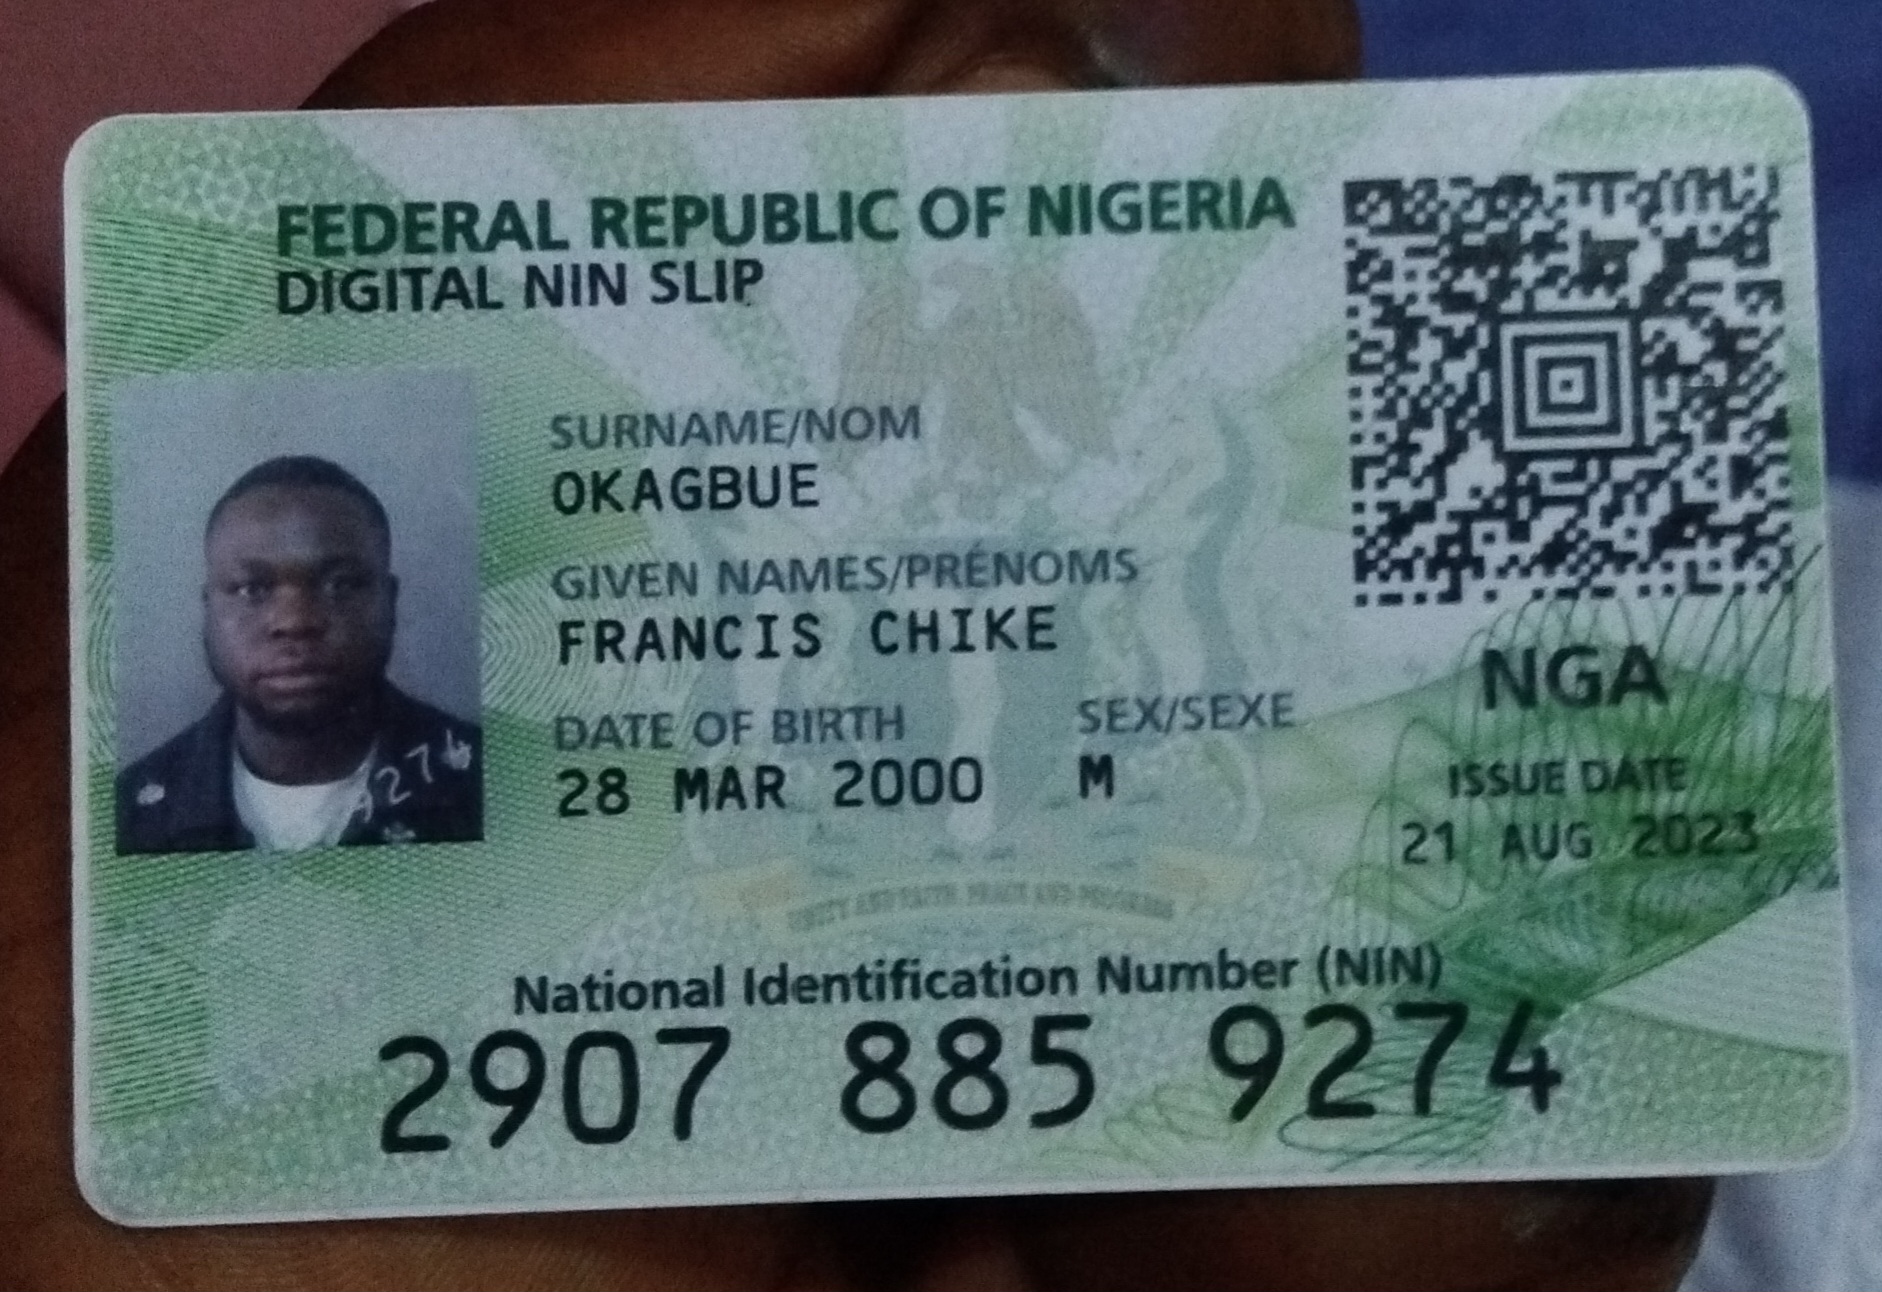 FEDERAL REPUBLIC OF NIGERIA
DIGITAL NIN SLIP
SURNAME/NOM
OKAGBUE
GIVEN NAMES/PRÉNOMS
FRANCIS CHIKE
DATE OF BIRTH SEX/SEXE
28 MAR 2000 M
NGA
ISSUE DATE
21 AUG 2023
9274
UNITY AND FAITH, PEACE AND PROGRESS
National Identification Number (NIN)
2907 885 9274